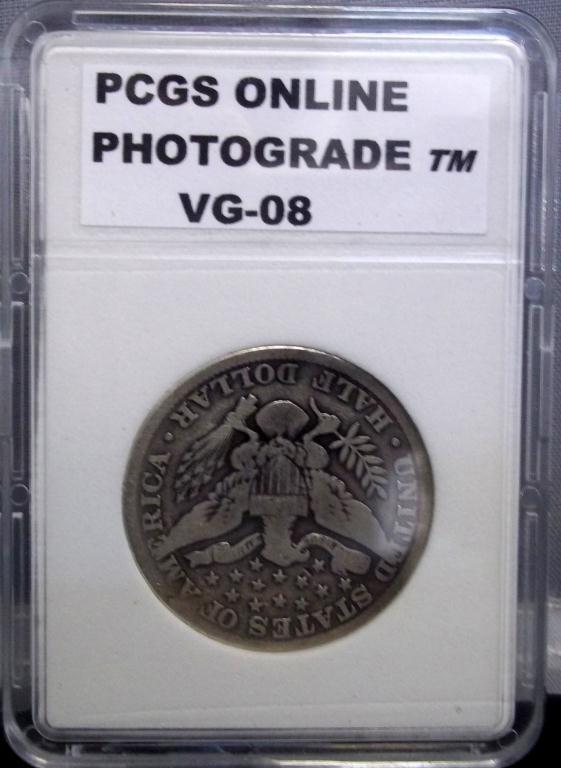 PCGS ONLINE
PHOTOGRADE TM
VG-08
UNITED STATES OF AMERICA
· HALF DOLLAR ·